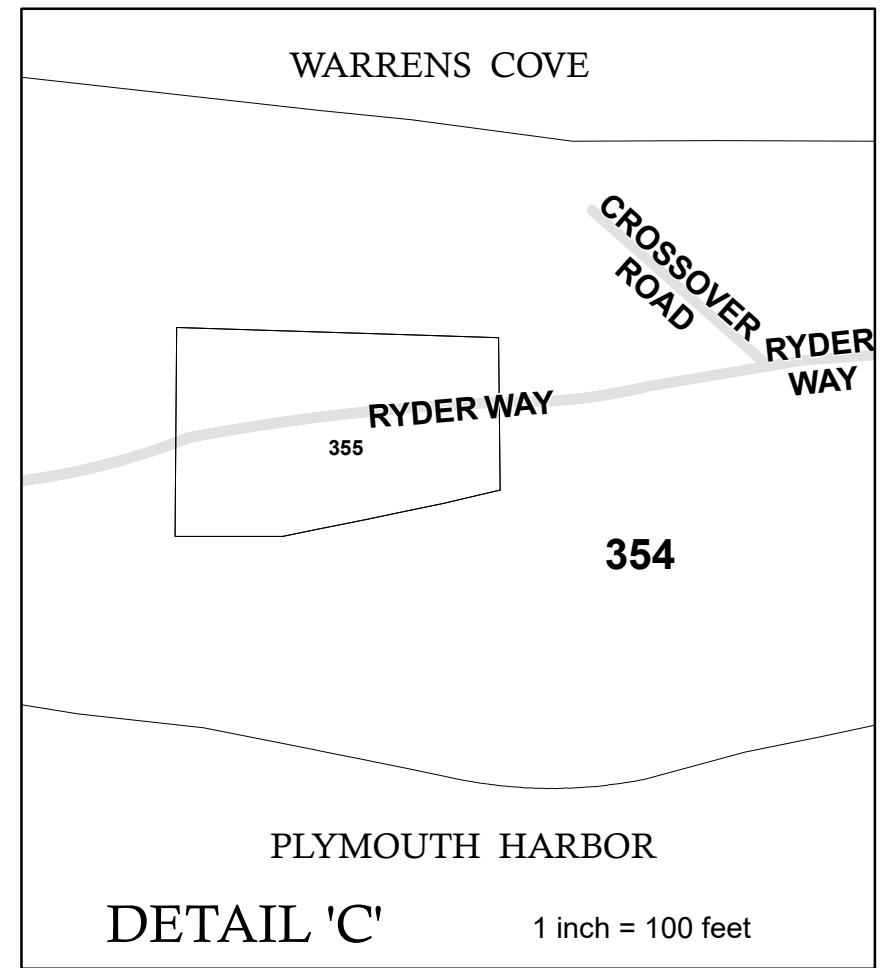 WARRENS COVE
CROSSOVER
ROAD
RYDER
WAY
RYDER WAY
355
354
PLYMOUTH HARBOR
DETAIL 'C'
1 inch = 100 feet